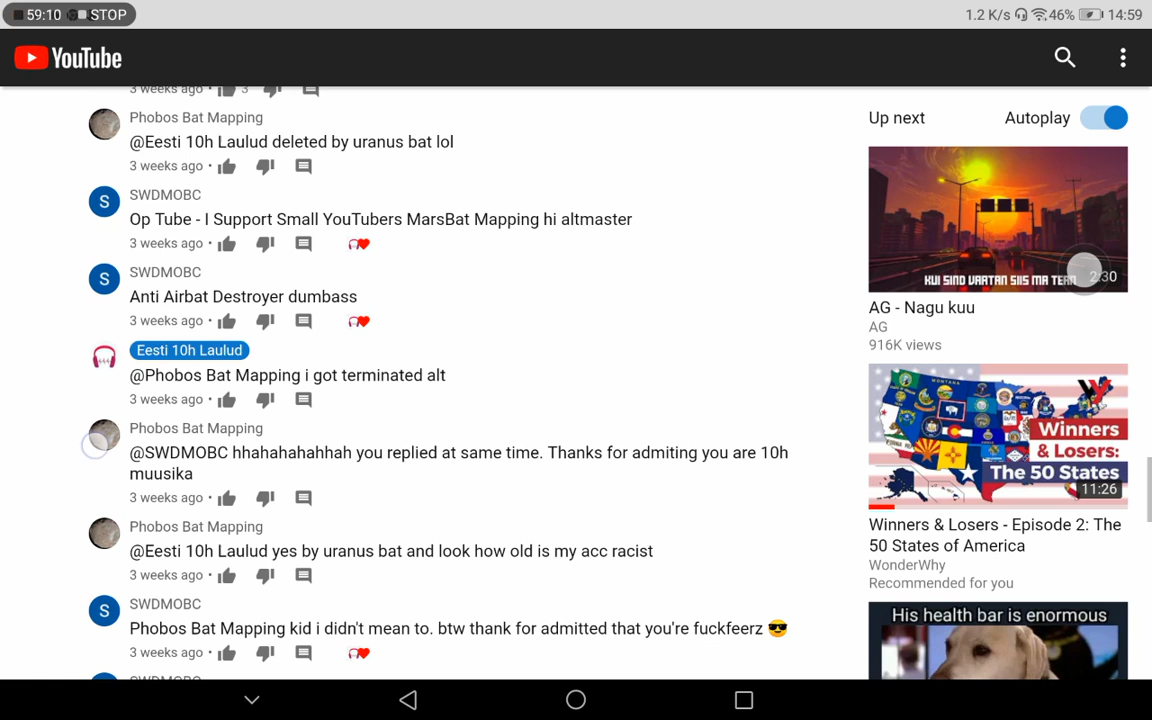 59:10 STOP
1.2 K/s 46% 14:59
YouTube
3 weeks ago 3
Phobos Bat Mapping
@Eesti 10h Laulud deleted by uranus bat lol
3 weeks ago •
S SWDMOBC
Op Tube - I Support Small YouTubers MarsBat Mapping hi altmaster
3 weeks ago •
S SWDMOBC
Anti Airbat Destroyer dumbass
3 weeks ago •
Eesti 10h Laulud
@Phobos Bat Mapping i got terminated alt
3 weeks ago •
Phobos Bat Mapping
@SWDMOBC hhahahahahhah you replied at same time. Thanks for admiting you are 10h
muusika
3 weeks ago •
Phobos Bat Mapping
@Eesti 10h Laulud yes by uranus bat and look how old is my acc racist
3 weeks ago •
S SWDMOBC
Phobos Bat Mapping kid i didn't mean to. btw thank for admitted that you're fuckfeerz 😎
3 weeks ago •
SWDMOBC
Up next Autoplay
KUI SIND VAATAN SIIS MA TEAN
2:30
AG - Nagu kuu
AG
916K views
MONTANA
Winners
& Losers:
The 50 States
11:26
Winners & Losers - Episode 2: The
50 States of America
WonderWhy
Recommended for you
His health bar is enormous